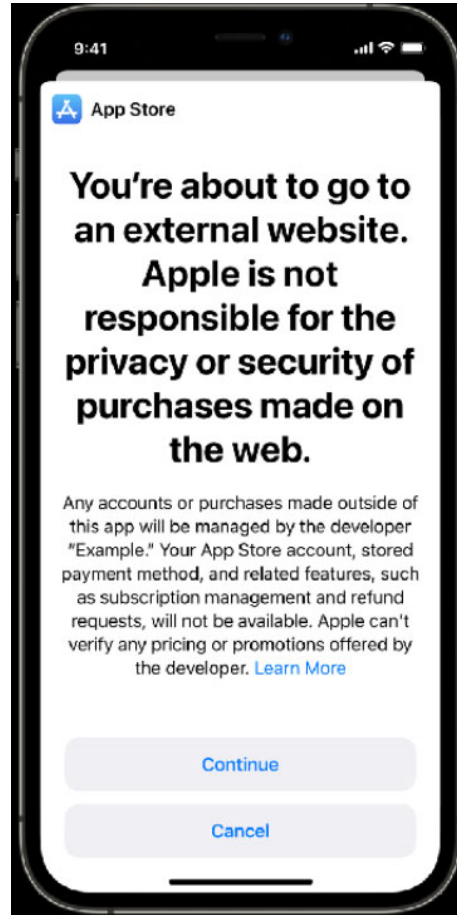 9:41
App Store
You’re about to go to
an external website.
Apple is not
responsible for the
privacy or security of
purchases made on
the web.
Any accounts or purchases made outside of
this app will be managed by the developer
“Example.” Your App Store account, stored
payment method, and related features, such
as subscription management and refund
requests, will not be available. Apple can't
verify any pricing or promotions offered by
the developer. Learn More
Continue
Cancel